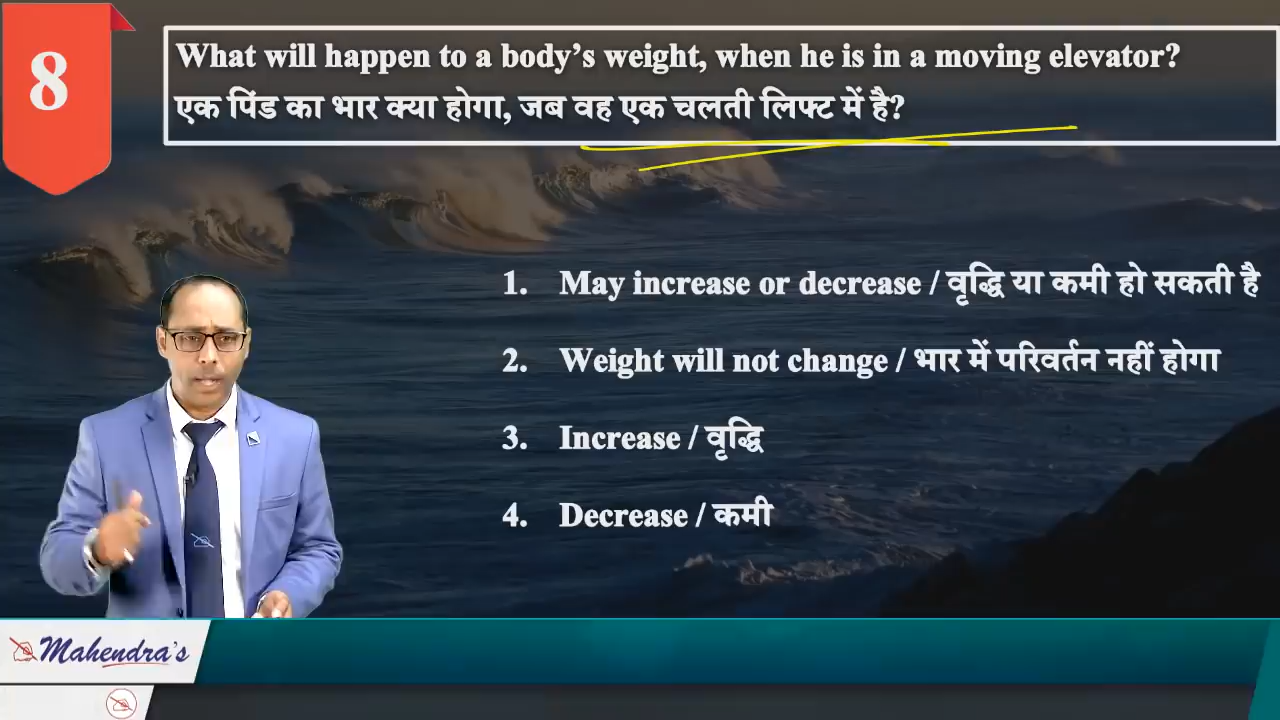 8
What will happen to a body’s weight, when he is in a moving elevator?
एक पिंड का भार क्या होगा, जब वह एक चलती लिफ्ट में है?
1. May increase or decrease / वृद्धि या कमी हो सकती है
2. Weight will not change / भार में परिवर्तन नहीं होगा
3. Increase / वृद्धि
4. Decrease / कमी
Mahendra's